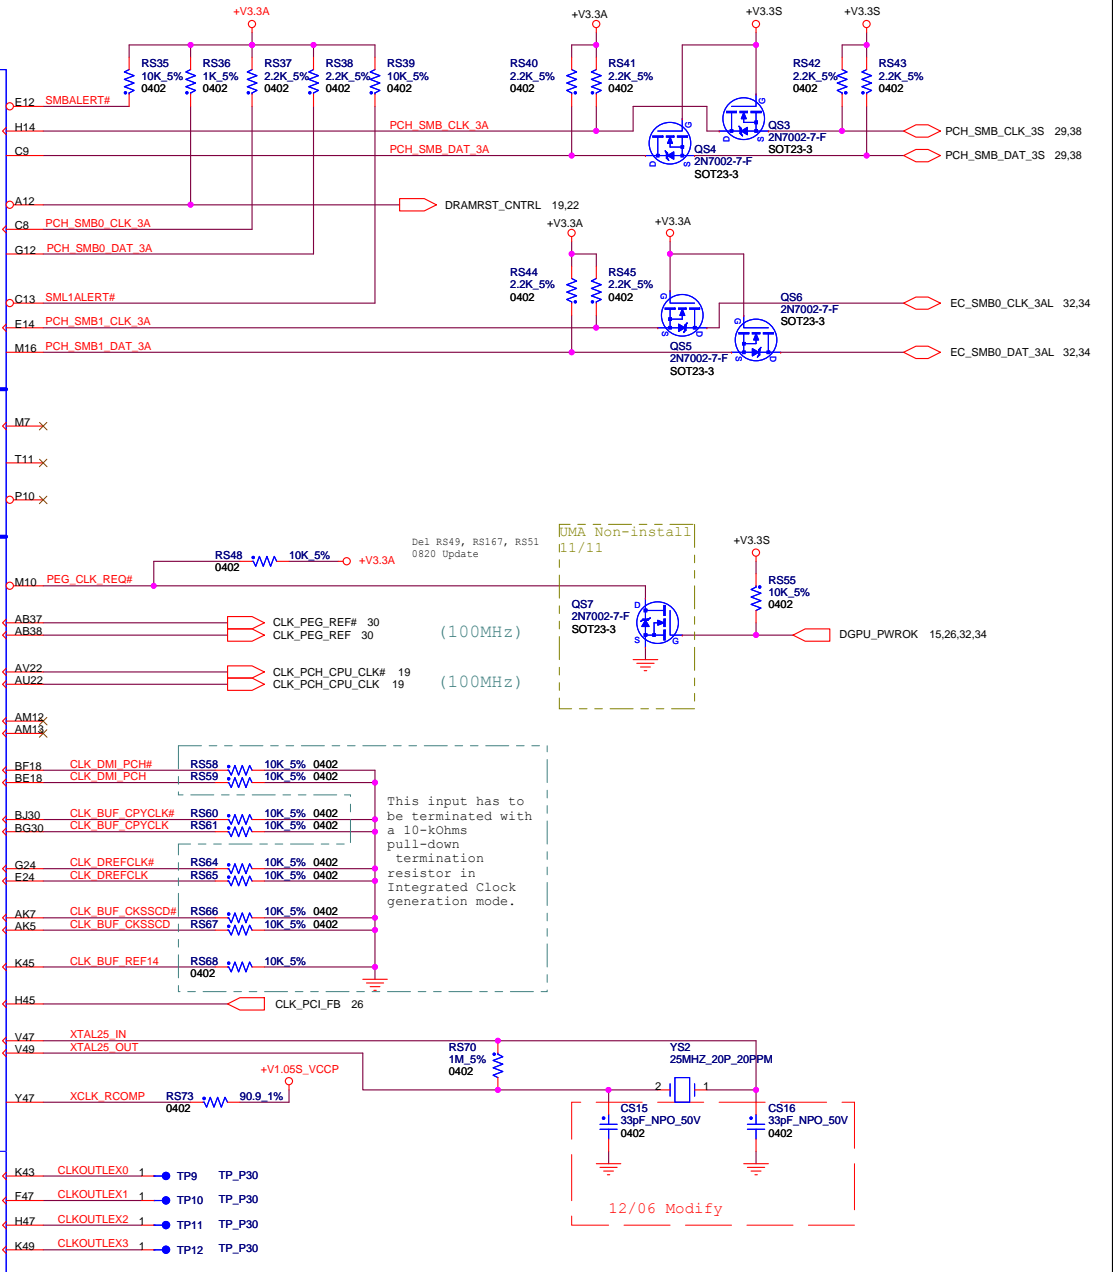 +V3.3A
+V3.3A
+V3.3S
+V3.3S
RS35
10K_5%
0402
RS36
1K_5%
0402
RS37
2.2K_5%
0402
RS38
2.2K_5%
0402
RS39
10K_5%
0402
RS40
2.2K_5%
0402
RS41
2.2K_5%
0402
RS42
2.2K_5%
0402
RS43
2.2K_5%
0402
E12 SMBALERT#
H14 PCH_SMB_CLK_3A
G
D S
QS3
2N7002-7-F
SOT23-3
PCH_SMB_CLK_3S 29,38
C9 PCH_SMB_DAT_3A
G
D S
QS4
2N7002-7-F
SOT23-3
PCH_SMB_DAT_3S 29,38
A12 DRAMRST_CNTRL 19,22
C8 PCH_SMB0_CLK_3A
G12 PCH_SMB0_DAT_3A
+V3.3A
+V3.3A
RS44
2.2K_5%
0402
RS45
2.2K_5%
0402
C13 SML1ALERT#
G
S D
QS6
2N7002-7-F
SOT23-3
EC_SMB0_CLK_3AL 32,34
E14 PCH_SMB1_CLK_3A
G
S D
QS5
2N7002-7-F
SOT23-3
M16 PCH_SMB1_DAT_3A
EC_SMB0_DAT_3AL 32,34
M7
T11
P10
RS48
0402
10K_5%
+V3.3A
Del RS49, RS167, RS51
0820 Update
UMA Non-install
11/11
+V3.3S
RS55
10K_5%
0402
M10 PEG_CLK_REQ#
QS7
2N7002-7-F
SOT23-3
D
S
G
DGPU_PWROK 15,26,32,34
AB37 CLK_PEG_REF# 30
AB38 CLK_PEG_REF 30
(100MHz)
AV22 CLK_PCH_CPU_CLK# 19
AU22 CLK_PCH_CPU_CLK 19
(100MHz)
AM12
AM13
BF18 CLK_DMI_PCH# RS58 10K_5% 0402
BE18 CLK_DMI_PCH RS59 10K_5% 0402
BJ30 CLK_BUF_CPYCLK# RS60 10K_5% 0402
BG30 CLK_BUF_CPYCLK RS61 10K_5% 0402
G24 CLK_DREFCLK# RS64 10K_5% 0402
E24 CLK_DREFCLK RS65 10K_5% 0402
AK7 CLK_BUF_CKSSCD# RS66 10K_5% 0402
AK5 CLK_BUF_CKSSCD RS67 10K_5% 0402
K45 CLK_BUF_REF14 RS68 10K_5%
0402
This input has to
be terminated with
a 10-kOhms
pull-down
termination
resistor in
Integrated Clock
generation mode.
H45 CLK_PCI_FB 26
V47 XTAL25_IN
V49 XTAL25_OUT
RS70
1M_5%
0402
YS2
25MHZ_20P_20PPM
2 1
+V1.05S_VCCP
Y47 XCLK_RCOMP RS73 90.9_1%
0402
CS15
33pF_NPO_50V
0402
CS16
33pF_NPO_50V
0402
12/06 Modify
K43 CLKOUTLEX0 1 TP9 TP_P30
F47 CLKOUTLEX1 1 TP10 TP_P30
H47 CLKOUTLEX2 1 TP11 TP_P30
K49 CLKOUTLEX3 1 TP12 TP_P30